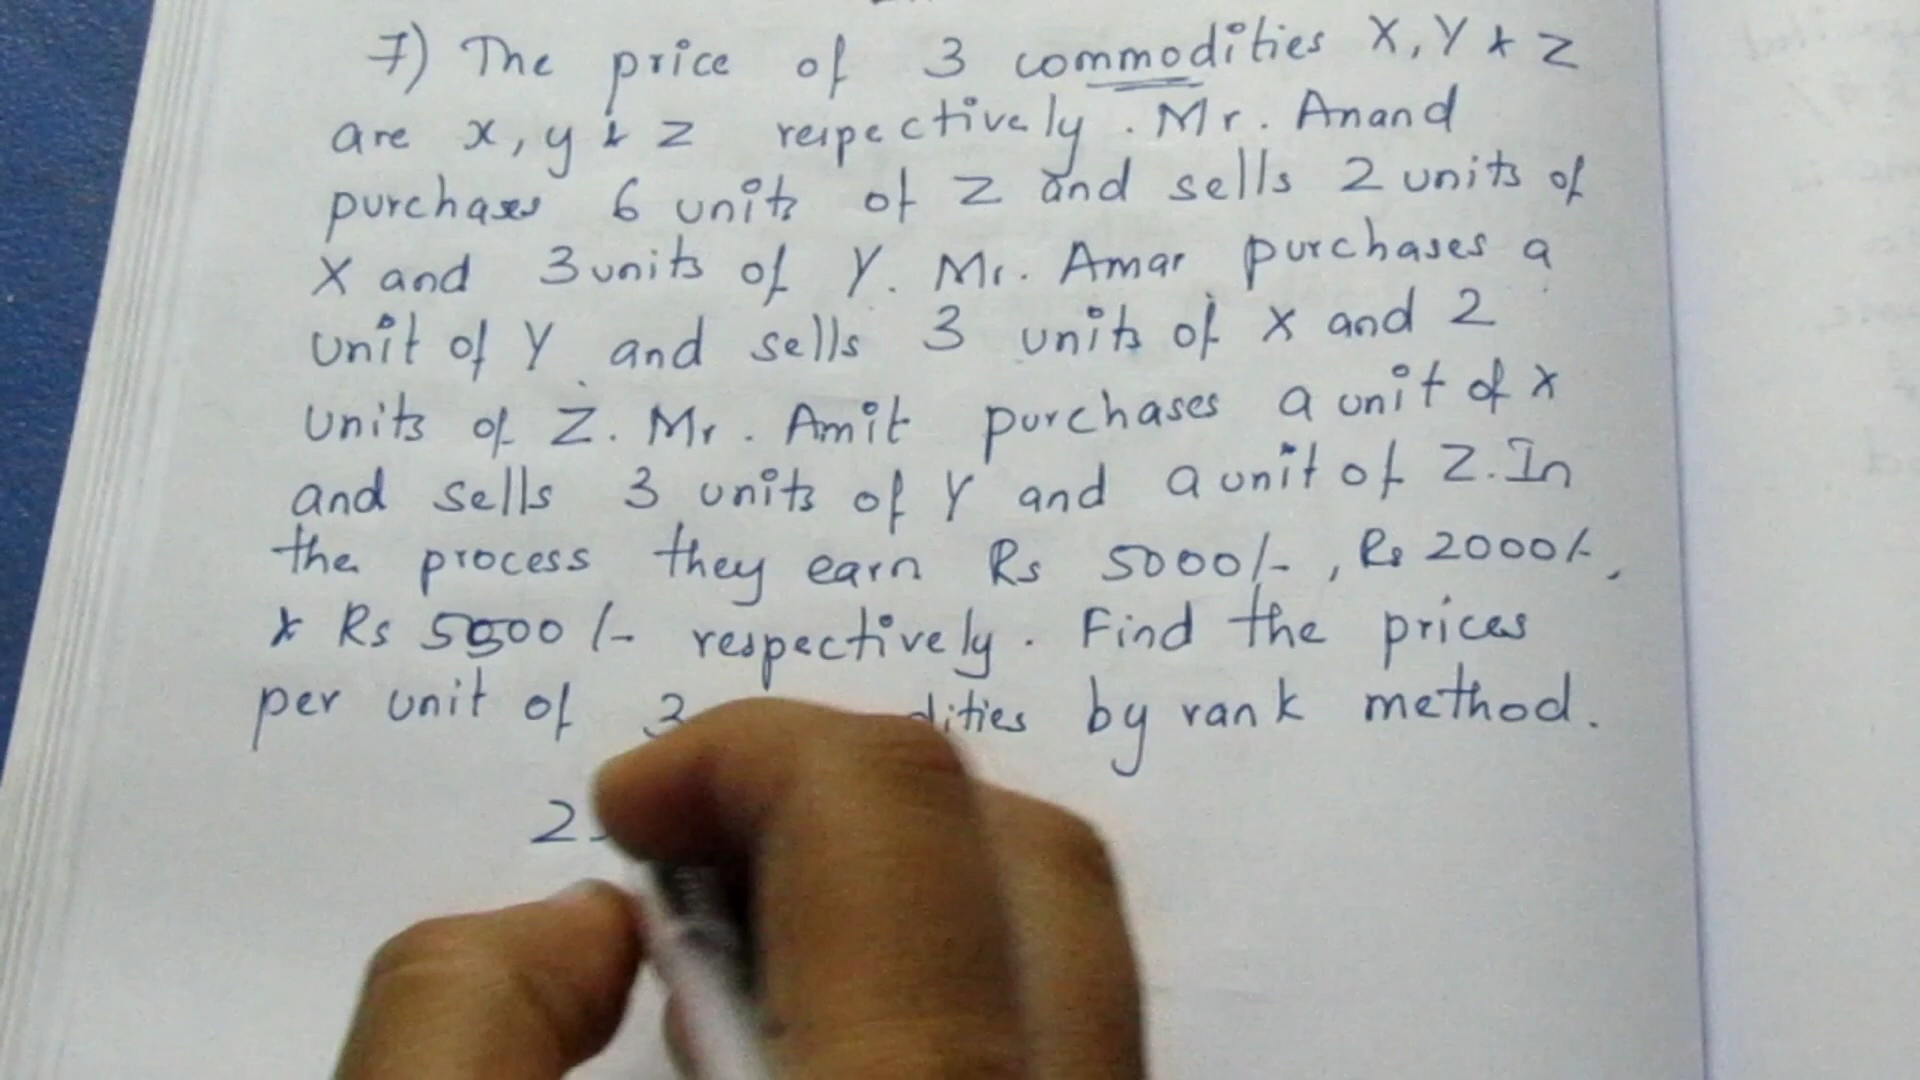 7) The price of 3 commodities X, Y & Z
are x, y & z respectively. Mr. Anand
purchases 6 units of Z and sells 2 units of
X and 3 units of Y. Mr. Amar purchases a
unit of Y and sells 3 units of X and 2
units of Z. Mr. Amit purchases a unit of X
and sells 3 units of Y and a unit of Z. In
the process they earn Rs 5000/-, Rs 2000/-,
& Rs 5500/- respectively. Find the prices
per unit of 3 by rank method.
2